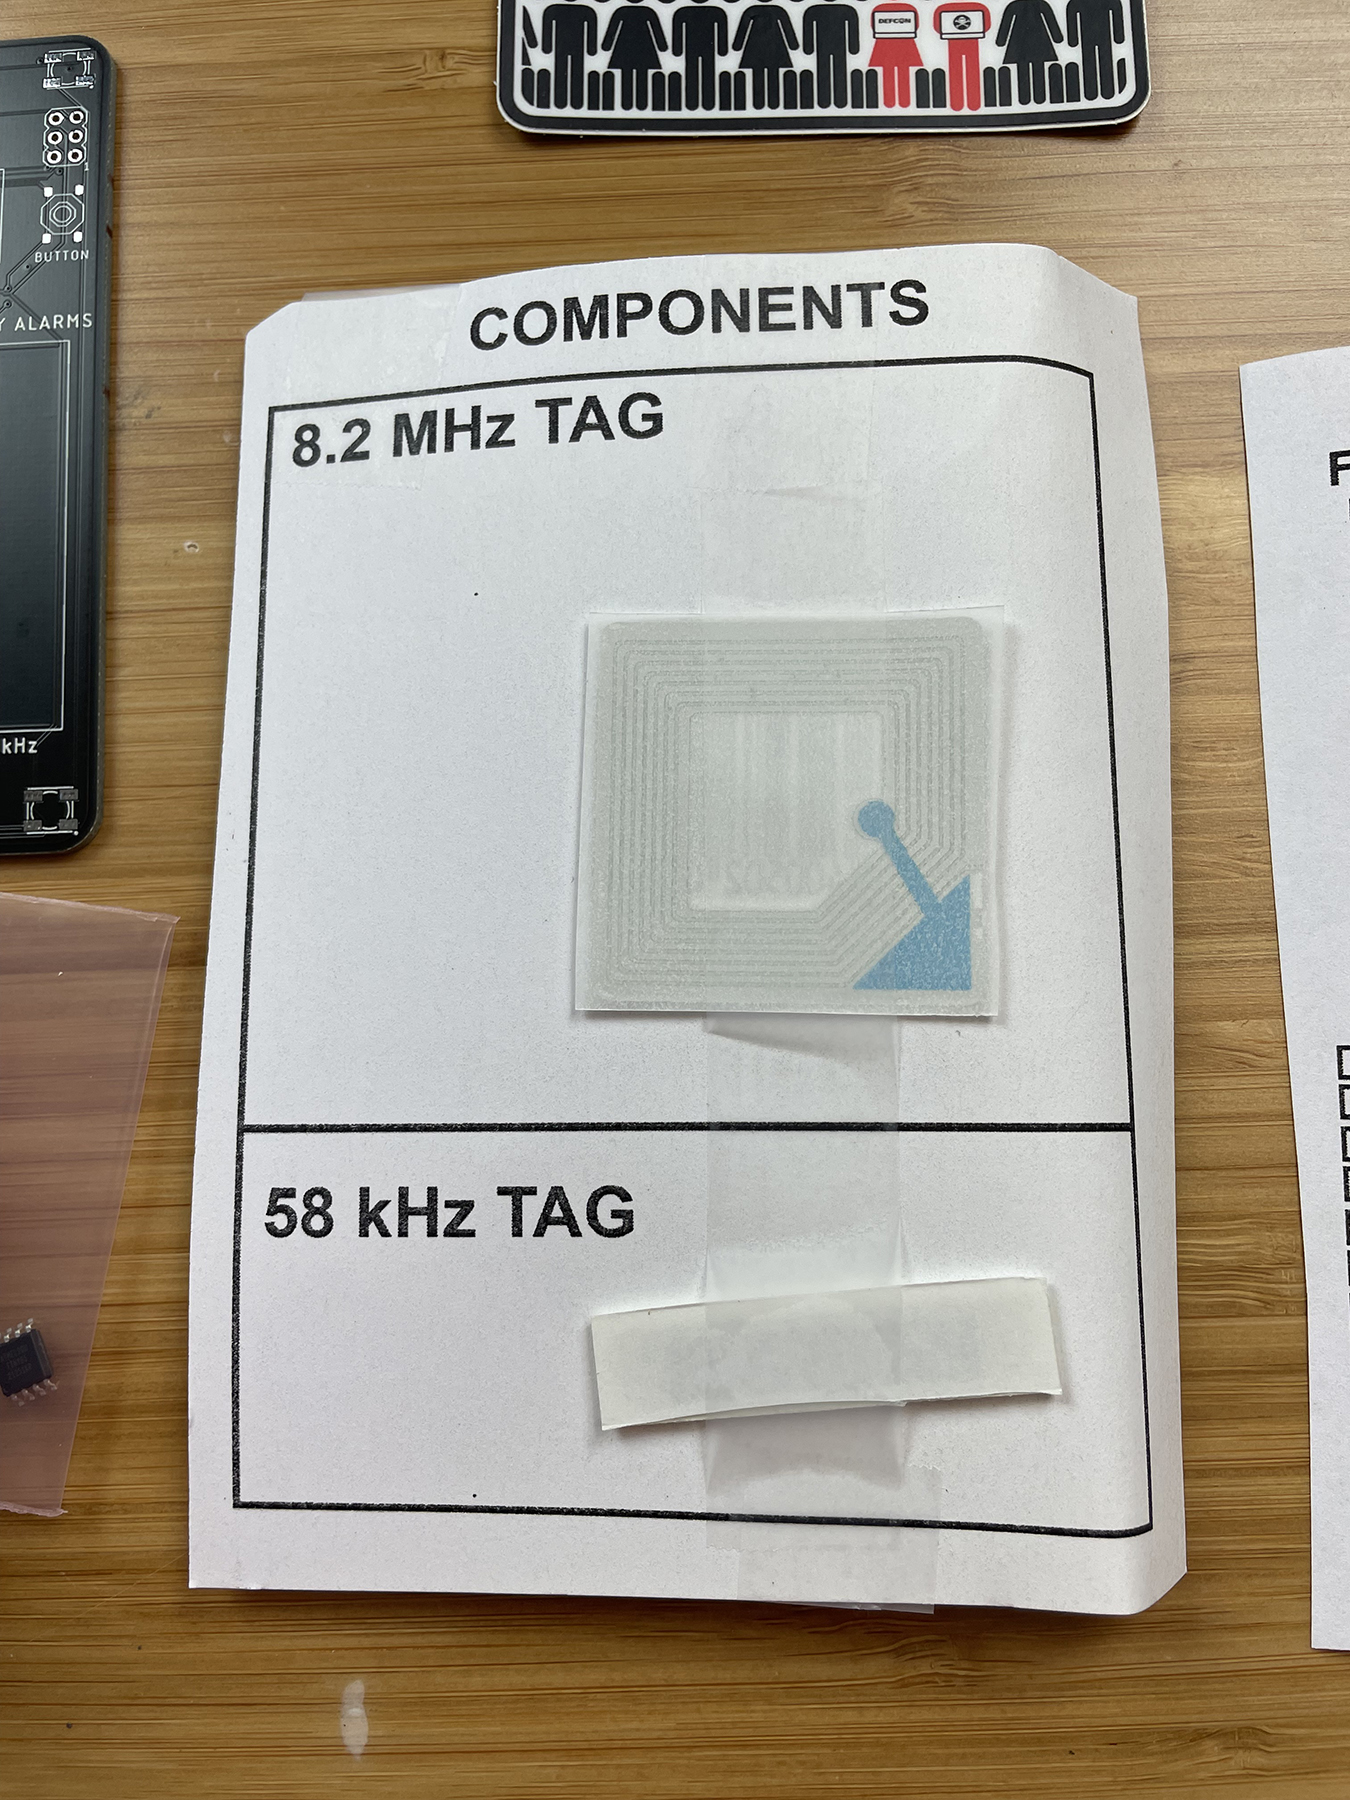 DEFCON
BUTTON
Y ALARMS
kHz
COMPONENTS
8.2 MHz TAG
58 kHz TAG